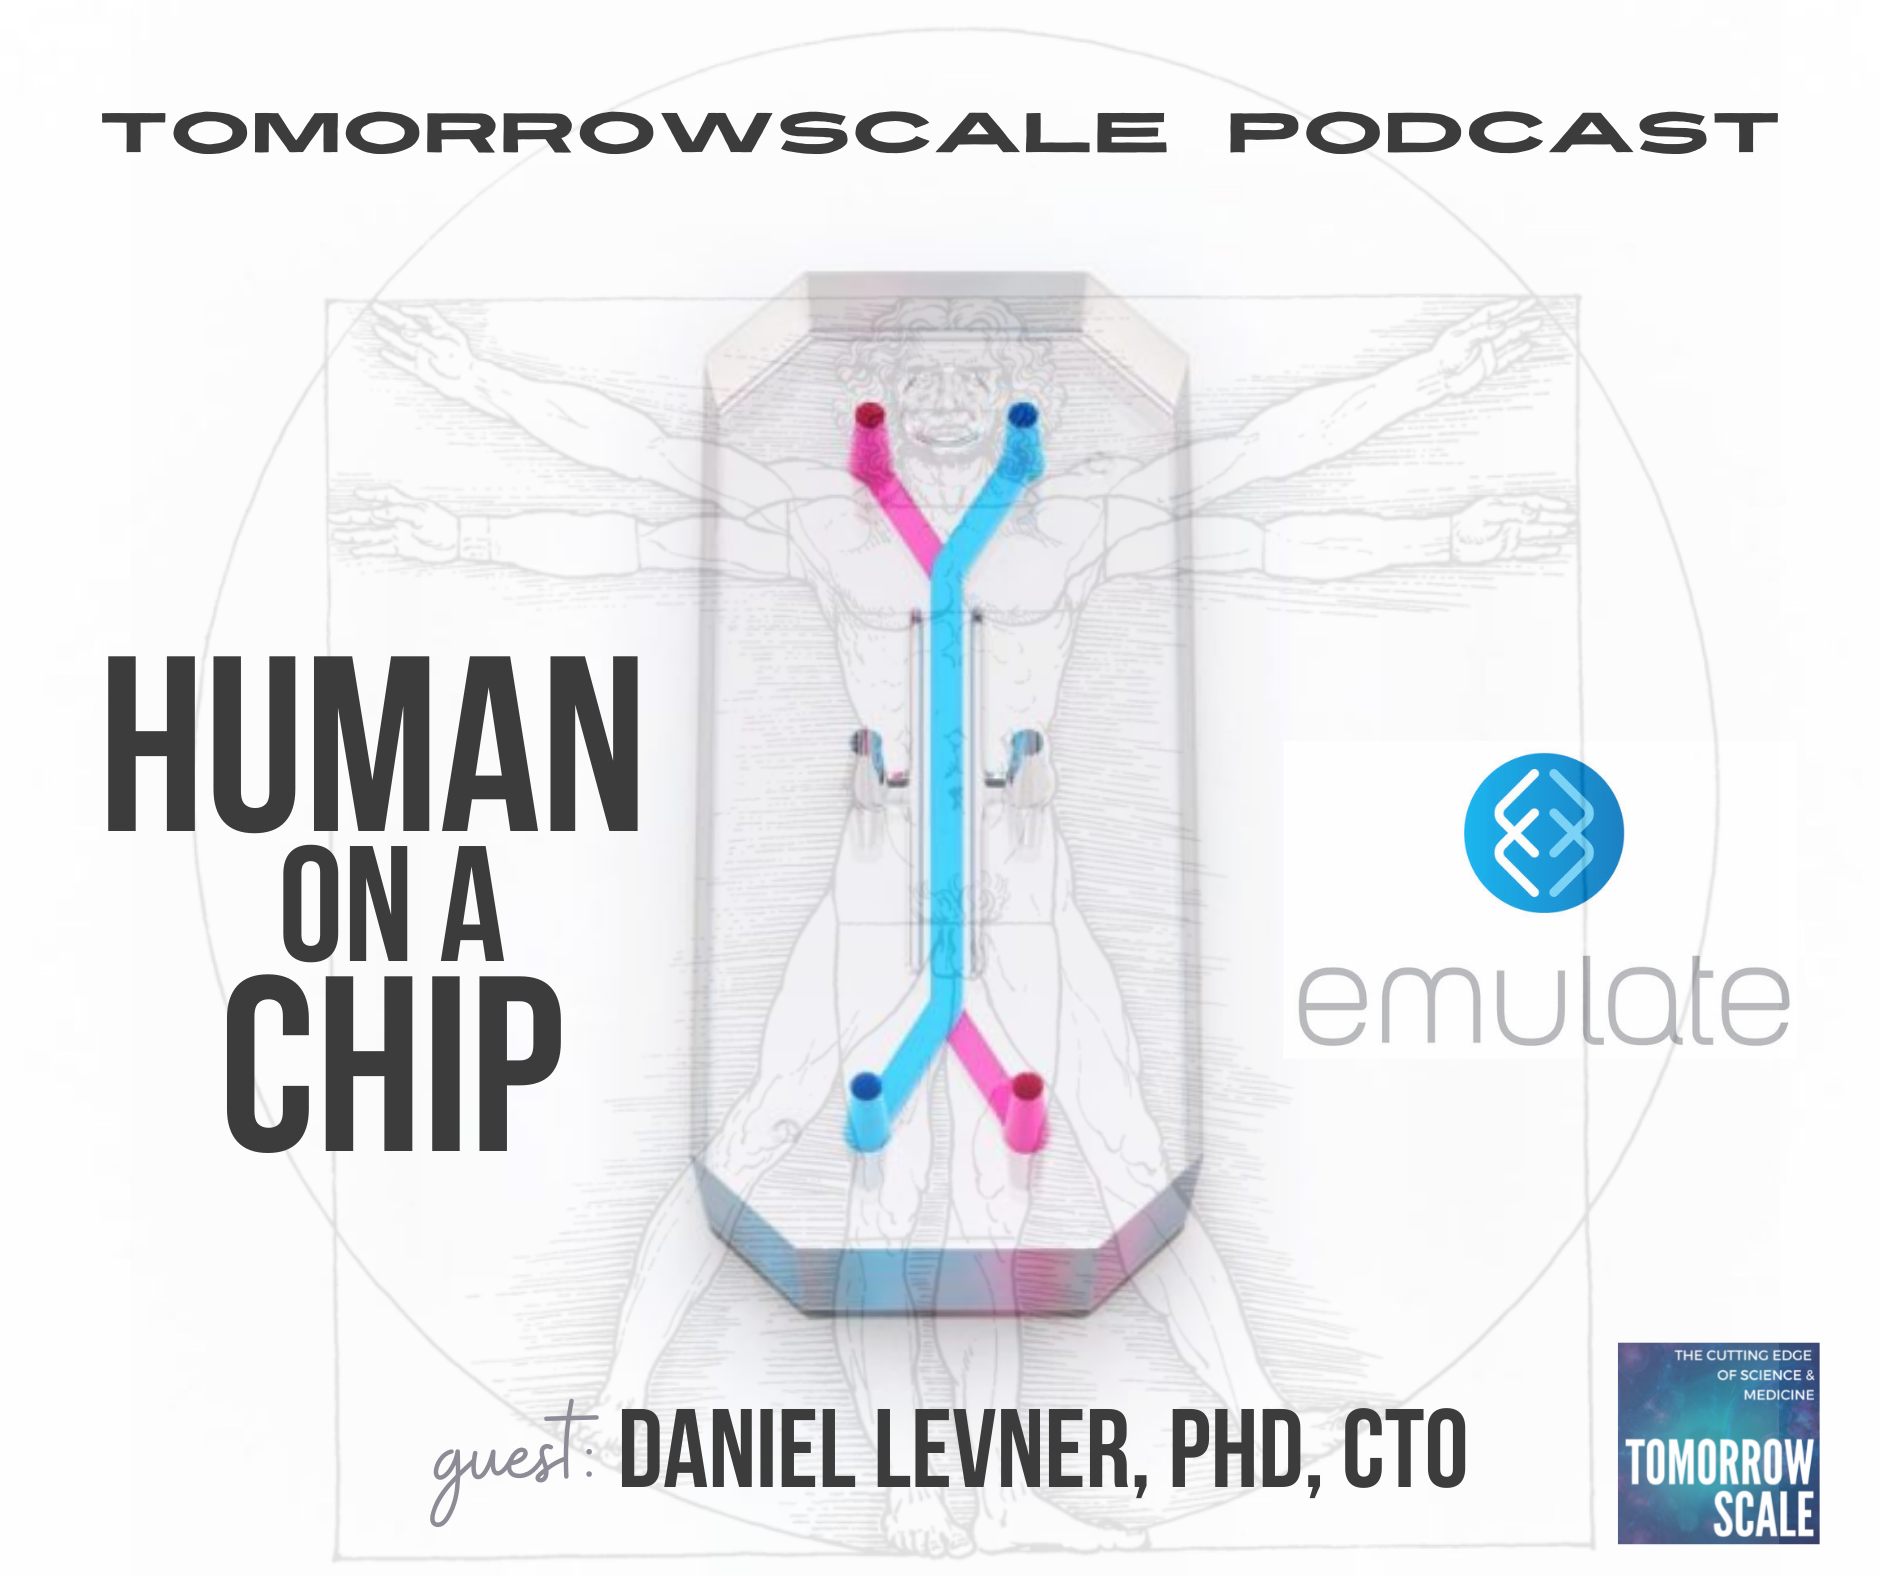 TOMORROWSCALE PODCAST
HUMAN
ON A
CHIP
emulate
guest: DANIEL LEVNER, PHD, CTO
THE CUTTING EDGE
OF SCIENCE &
MEDICINE
TOMORROW
SCALE